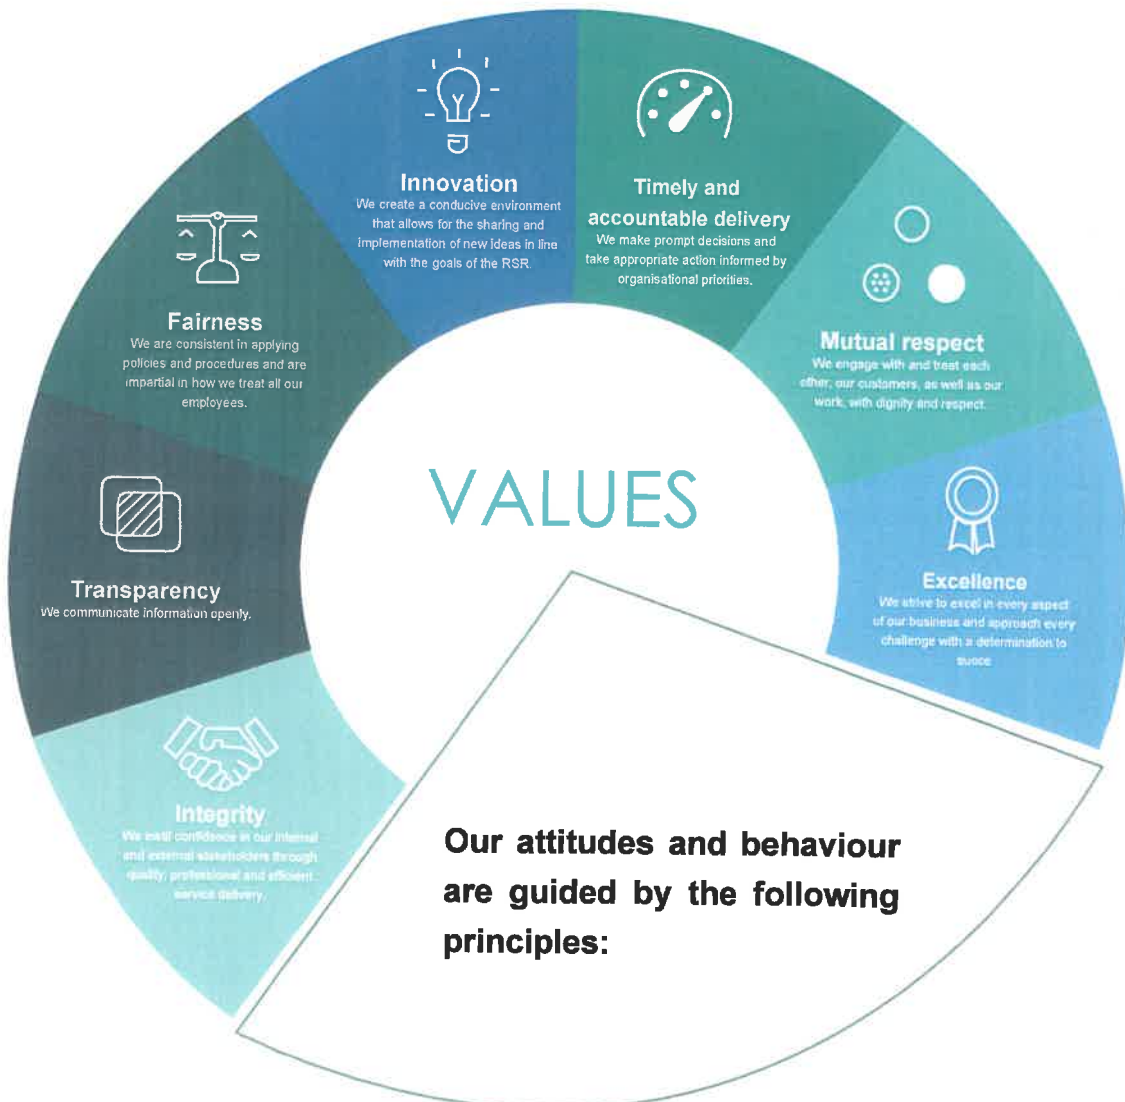 Innovation
We create a conducive environment
that allows for the sharing and
implementation of new ideas in line
with the goals of the RSR.
Timely and
accountable delivery
We make prompt decisions and
take appropriate action informed by
organisational priorities.
Fairness
We are consistent in applying
policies and procedures and are
impartial in how we treat all our
employees.
Mutual respect
We engage with and treat each
other, our customers, as well as our
work, with dignity and respect.
VALUES
Transparency
We communicate information openly.
Excellence
We strive to excel in every aspect
of our business and approach every
challenge with a determination to
succe
Integrity
We instil confidence in our internal
and external stakeholders through
quality, professional and efficient
service delivery.
Our attitudes and behaviour
are guided by the following
principles: